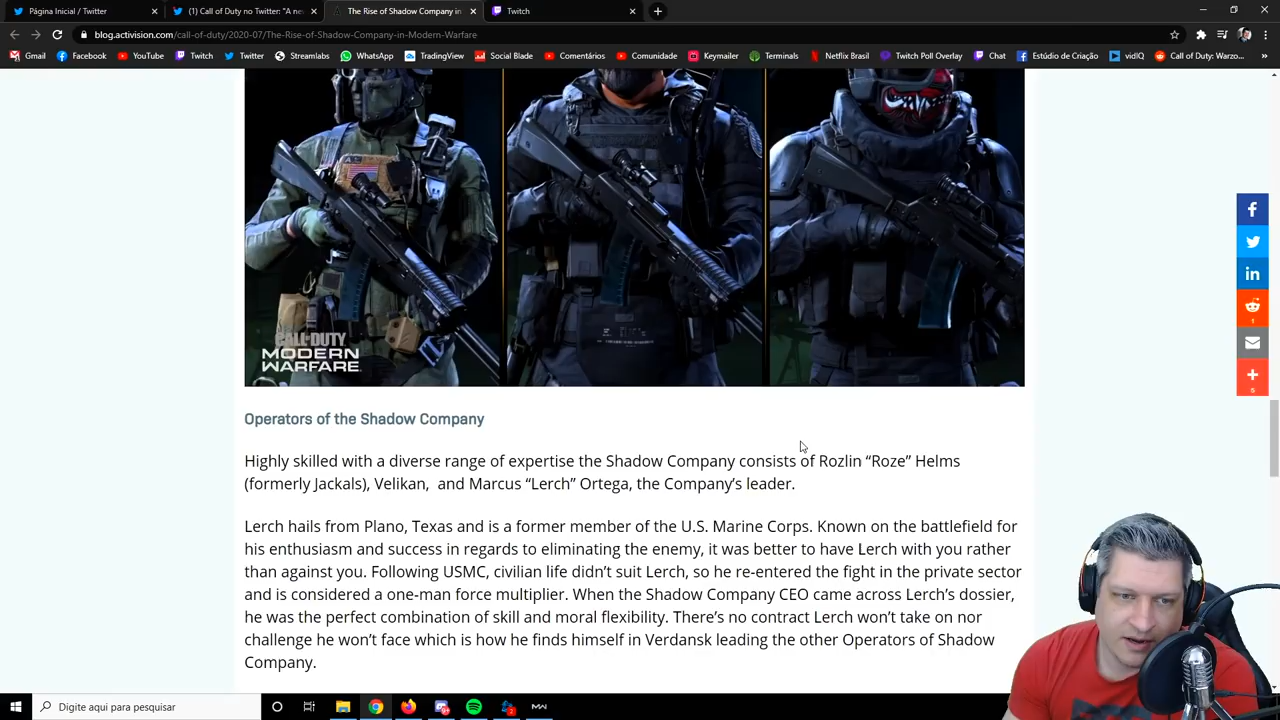 Página Inicial / Twitter
(1) Call of Duty no Twitter: "A ne
The Rise of Shadow Company in
Twitch
blog.activision.com/call-of-duty/2020-07/The-Rise-of-Shadow-Company-in-Modern-Warfare
Gmail Facebook YouTube Twitch Twitter Streamlabs WhatsApp TradingView Social Blade Comentários Comunidade Keymailer Terminals Netflix Brasil Twitch Poll Overlay Chat Estúdio de Criação vidIQ Call of Duty: Warzo...
CALL OF DUTY
MODERN
WARFARE
1
5
Operators of the Shadow Company
Highly skilled with a diverse range of expertise the Shadow Company consists of Rozlin “Roze” Helms
(formerly Jackals), Velikan, and Marcus “Lerch” Ortega, the Company’s leader.
Lerch hails from Plano, Texas and is a former member of the U.S. Marine Corps. Known on the battlefield for
his enthusiasm and success in regards to eliminating the enemy, it was better to have Lerch with you rather
than against you. Following USMC, civilian life didn’t suit Lerch, so he re-entered the fight in the private sector
and is considered a one-man force multiplier. When the Shadow Company CEO came across Lerch’s dossier,
he was the perfect combination of skill and moral flexibility. There’s no contract Lerch won’t take on nor
challenge he won’t face which is how he finds himself in Verdansk leading the other Operators of Shadow
Company.
Digite aqui para pesquisar